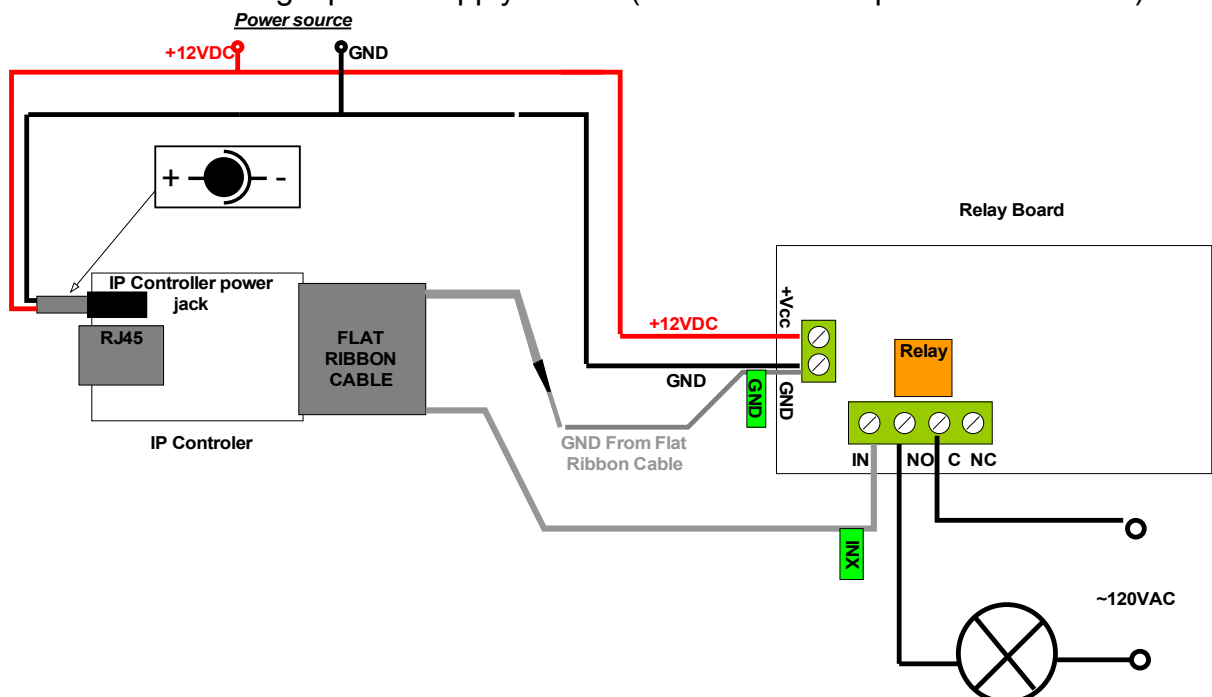 Power source
+12VDC
GND
+ -
Relay Board
IP Controller power
jack
RJ45
FLAT
RIBBON
CABLE
+Vcc
+12VDC
Relay
GND
GND
GND
GND From Flat
Ribbon Cable
IP Controler
IN NO C NC
INX
~120VAC